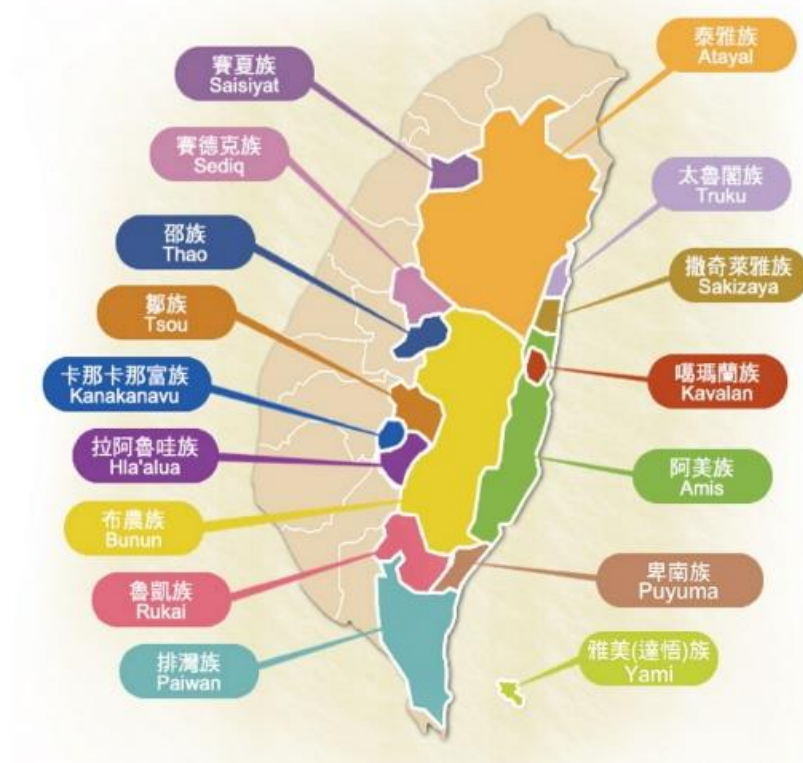 賽夏族
Saisiyat
賽德克族
Sediq
邵族
Thao
鄒族
Tsou
卡那卡那富族
Kanakanavu
拉阿魯哇族
Hla'alua
布農族
Bunun
魯凱族
Rukai
排灣族
Paiwan
泰雅族
Atayal
太魯閣族
Truku
撒奇萊雅族
Sakizaya
噶瑪蘭族
Kavalan
阿美族
Amis
卑南族
Puyuma
雅美(達悟)族
Yami